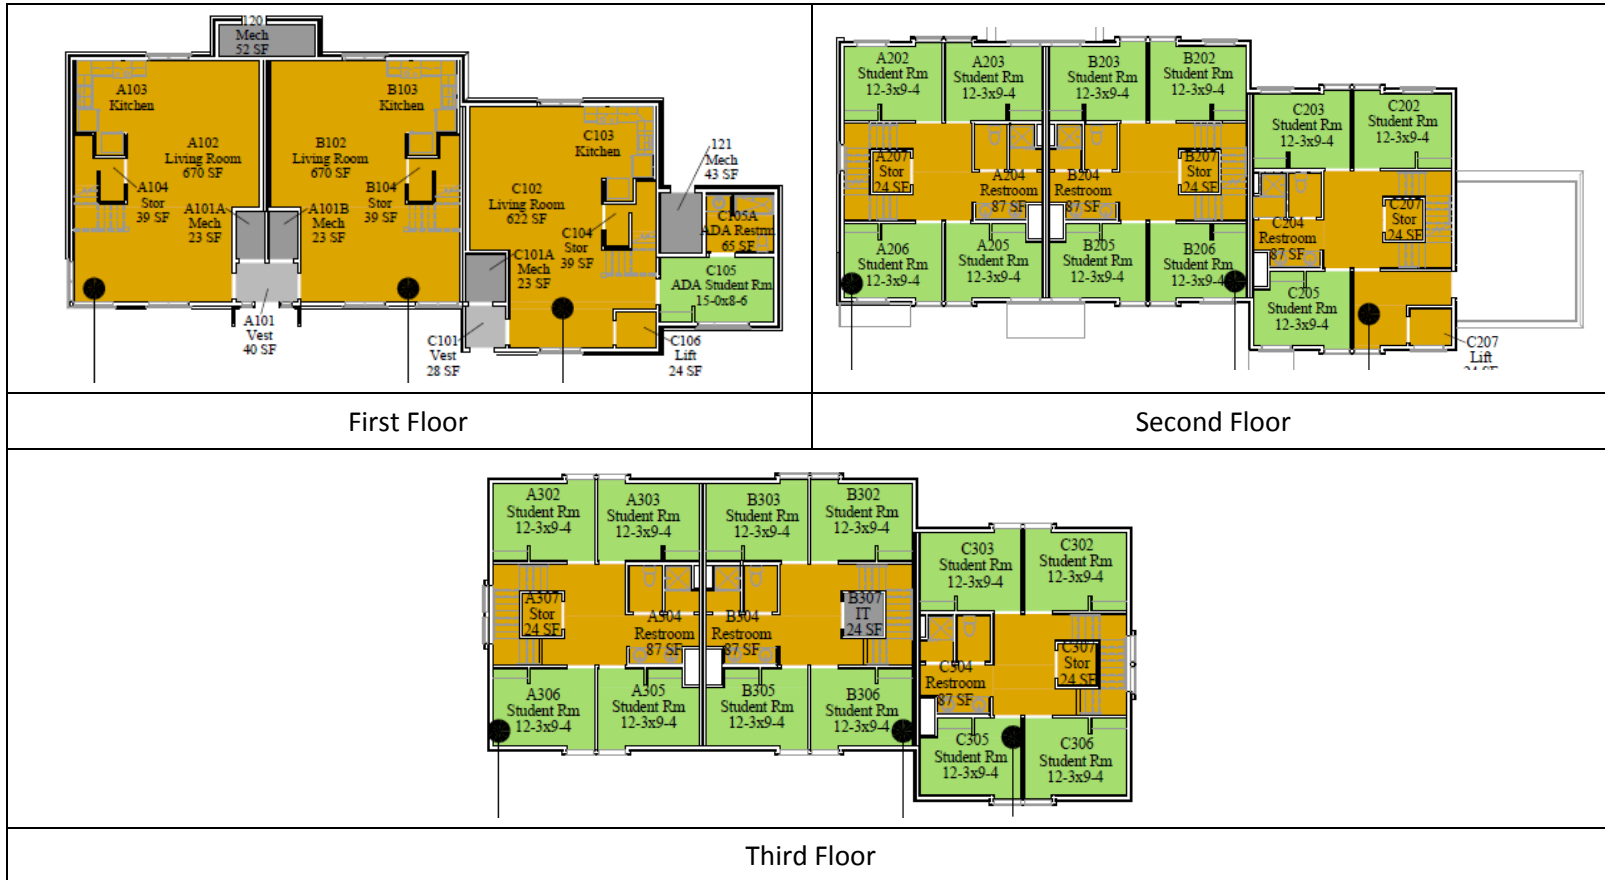 120
Mech
52 SF
A103
Kitchen
B103
Kitchen
A102
Living Room
670 SF
B102
Living Room
670 SF
A104
Stor
39 SF
B104
Stor
39 SF
A101A
Mech
23 SF
A101B
Mech
23 SF
A101
Vest
40 SF
C103
Kitchen
C102
Living Room
622 SF
C104
Stor
39 SF
C101A
Mech
23 SF
C101
Vest
28 SF
121
Mech
43 SF
C105A
ADA Restrm
65 SF
C105
ADA Student Rm
15-0x8-6
C106
Lift
24 SF
First Floor
A202
Student Rm
12-3x9-4
A203
Student Rm
12-3x9-4
B203
Student Rm
12-3x9-4
B202
Student Rm
12-3x9-4
C203
Student Rm
12-3x9-4
C202
Student Rm
12-3x9-4
A207
Stor
24 SF
A204
Restroom
87 SF
B204
Restroom
87 SF
B207
Stor
24 SF
C204
Restroom
87 SF
C207
Stor
24 SF
A206
Student Rm
12-3x9-4
A205
Student Rm
12-3x9-4
B205
Student Rm
12-3x9-4
B206
Student Rm
12-3x9-4
C205
Student Rm
12-3x9-4
C207
Lift
24 SF
Second Floor
A302
Student Rm
12-3x9-4
A303
Student Rm
12-3x9-4
B303
Student Rm
12-3x9-4
B302
Student Rm
12-3x9-4
C303
Student Rm
12-3x9-4
C302
Student Rm
12-3x9-4
A307
Stor
24 SF
A304
Restroom
87 SF
B304
Restroom
87 SF
B307
IT
24 SF
C304
Restroom
87 SF
C307
Stor
24 SF
A306
Student Rm
12-3x9-4
A305
Student Rm
12-3x9-4
B305
Student Rm
12-3x9-4
B306
Student Rm
12-3x9-4
C305
Student Rm
12-3x9-4
C306
Student Rm
12-3x9-4
Third Floor